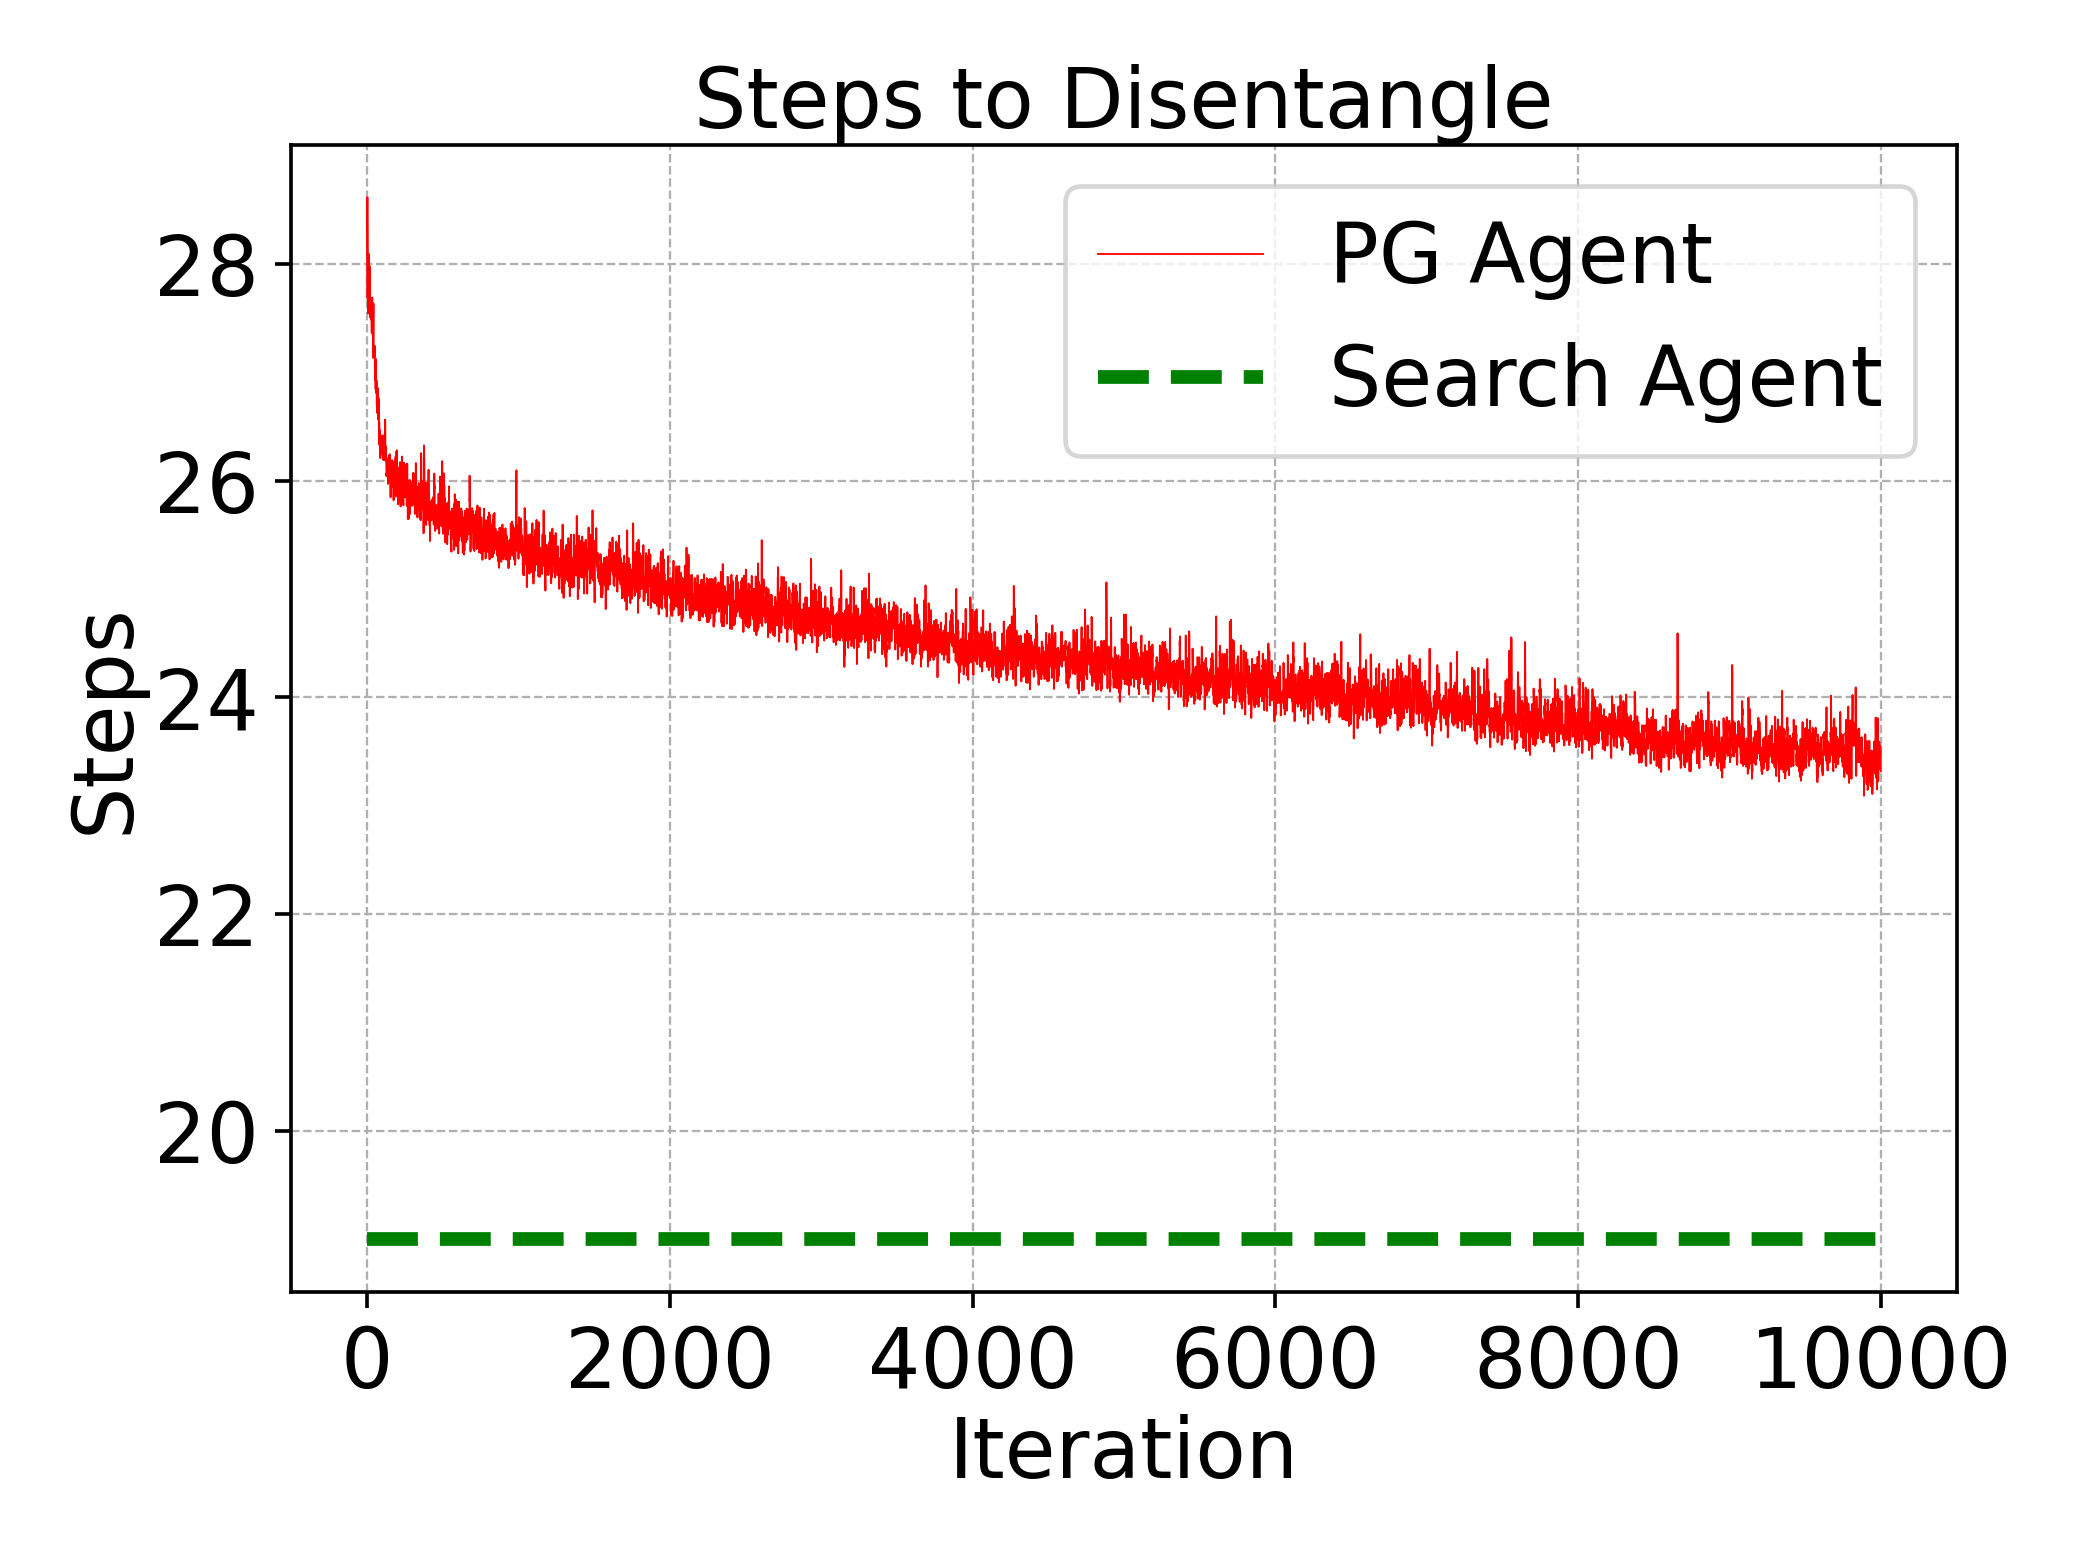 Steps to Disentangle
PG Agent
Search Agent
Steps
28
26
24
22
20
0 2000 4000 6000 8000 10000
Iteration